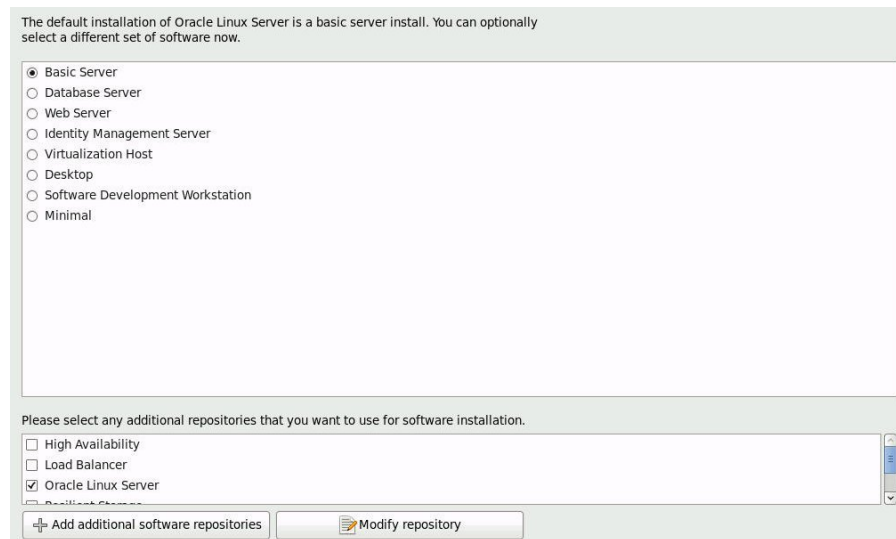 The default installation of Oracle Linux Server is a basic server install. You can optionally
select a different set of software now.
Basic Server
Database Server
Web Server
Identity Management Server
Virtualization Host
Desktop
Software Development Workstation
Minimal
Please select any additional repositories that you want to use for software installation.
High Availability
Load Balancer
Oracle Linux Server
Resilient Storage
Add additional software repositories
Modify repository